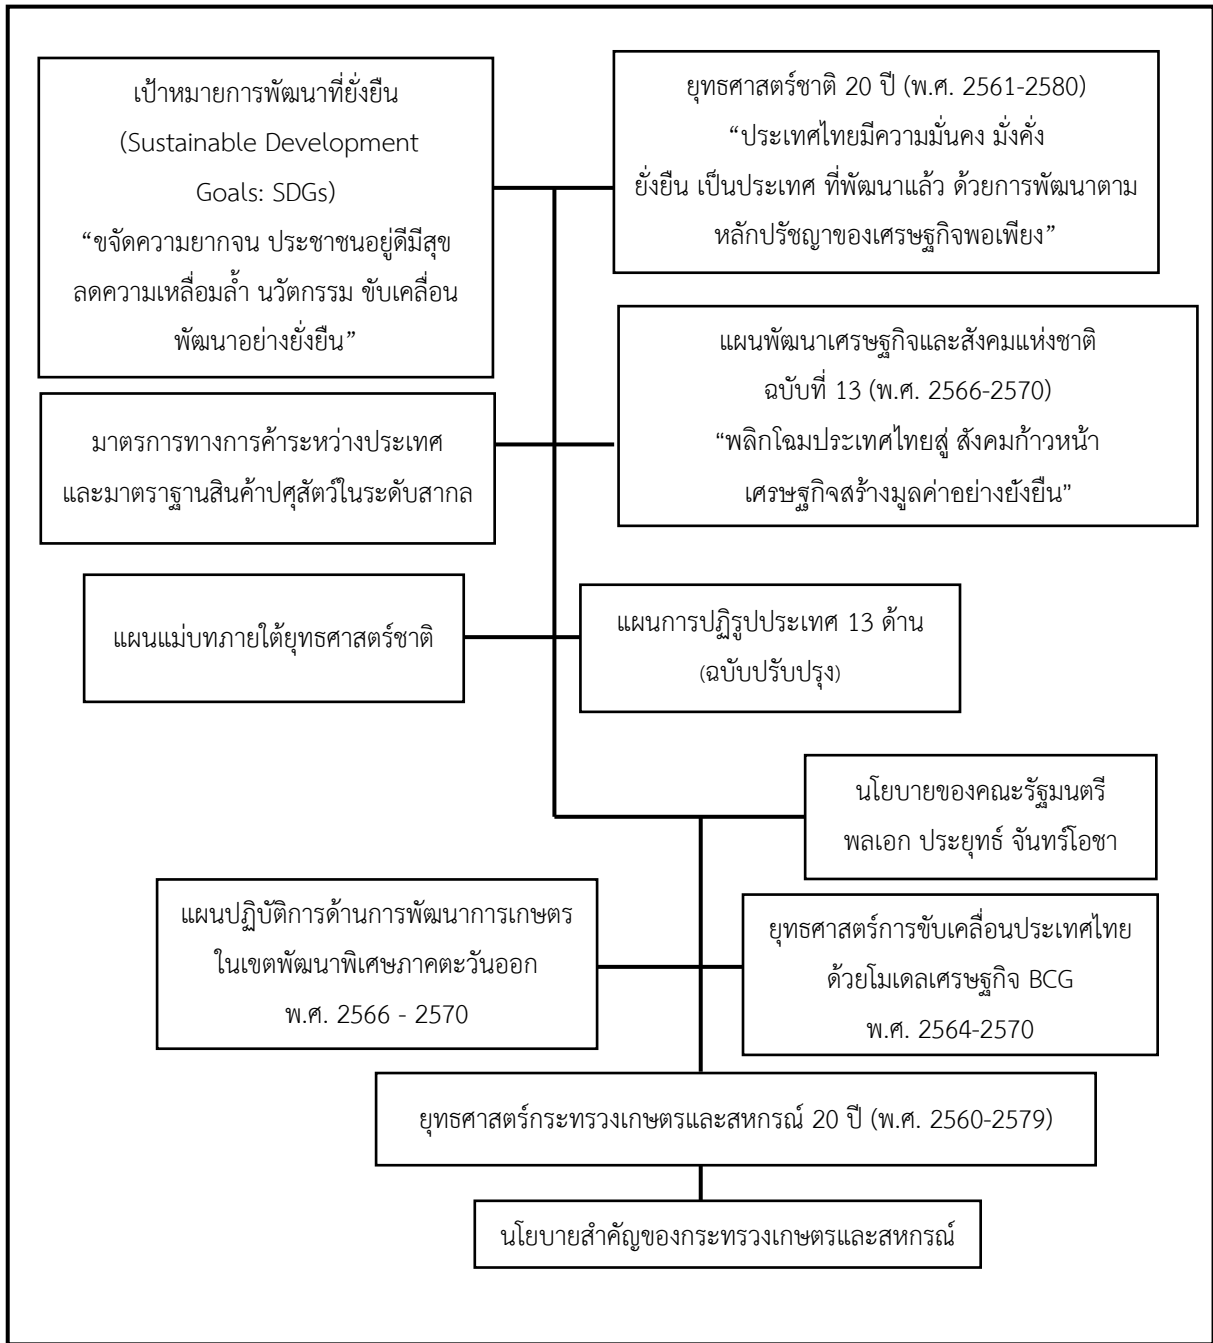 เป้าหมายการพัฒนาที่ยั่งยืน
(Sustainable Development
Goals: SDGs)
“ขจัดความยากจน ประชาชนอยู่ดีมีสุข
ลดความเหลื่อมล้ำ นวัตกรรม ขับเคลื่อน
พัฒนาอย่างยั่งยืน”
ยุทธศาสตร์ชาติ 20 ปี (พ.ศ. 2561-2580)
“ประเทศไทยมีความมั่นคง มั่งคั่ง
ยั่งยืน เป็นประเทศ ที่พัฒนาแล้ว ด้วยการพัฒนาตาม
หลักปรัชญาของเศรษฐกิจพอเพียง”
มาตรการทางการค้าระหว่างประเทศ
และมาตราฐานสินค้าปศุสัตว์ในระดับสากล
แผนพัฒนาเศรษฐกิจและสังคมแห่งชาติ
ฉบับที่ 13 (พ.ศ. 2566-2570)
“พลิกโฉมประเทศไทยสู่ สังคมก้าวหน้า
เศรษฐกิจสร้างมูลค่าอย่างยังยืน”
แผนแม่บทภายใต้ยุทธศาสตร์ชาติ
แผนการปฏิรูปประเทศ 13 ด้าน
(ฉบับปรับปรุง)
นโยบายของคณะรัฐมนตรี
พลเอก ประยุทธ์ จันทร์โอชา
แผนปฏิบัติการด้านการพัฒนาการเกษตร
ในเขตพัฒนาพิเศษภาคตะวันออก
พ.ศ. 2566 - 2570
ยุทธศาสตร์การขับเคลื่อนประเทศไทย
ด้วยโมเดลเศรษฐกิจ BCG
พ.ศ. 2564-2570
ยุทธศาสตร์กระทรวงเกษตรและสหกรณ์ 20 ปี (พ.ศ. 2560-2579)
นโยบายสำคัญของกระทรวงเกษตรและสหกรณ์